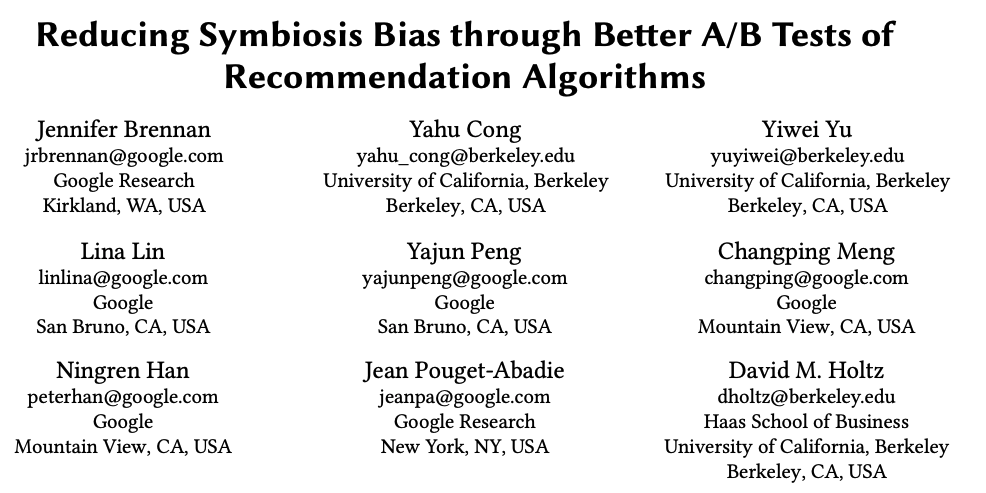 Reducing Symbiosis Bias through Better A/B Tests of
Recommendation Algorithms
Jennifer Brennan
jrbrennan@google.com
Google Research
Kirkland, WA, USA
Yahu Cong
yahu_cong@berkeley.edu
University of California, Berkeley
Berkeley, CA, USA
Yiwei Yu
yuyiwei@berkeley.edu
University of California, Berkeley
Berkeley, CA, USA
Lina Lin
linlina@google.com
Google
San Bruno, CA, USA
Yajun Peng
yajunpeng@google.com
Google
San Bruno, CA, USA
Changping Meng
changping@google.com
Google
Mountain View, CA, USA
Ningren Han
peterhan@google.com
Google
Mountain View, CA, USA
Jean Pouget-Abadie
jeanpa@google.com
Google Research
New York, NY, USA
David M. Holtz
dholtz@berkeley.edu
Haas School of Business
University of California, Berkeley
Berkeley, CA, USA